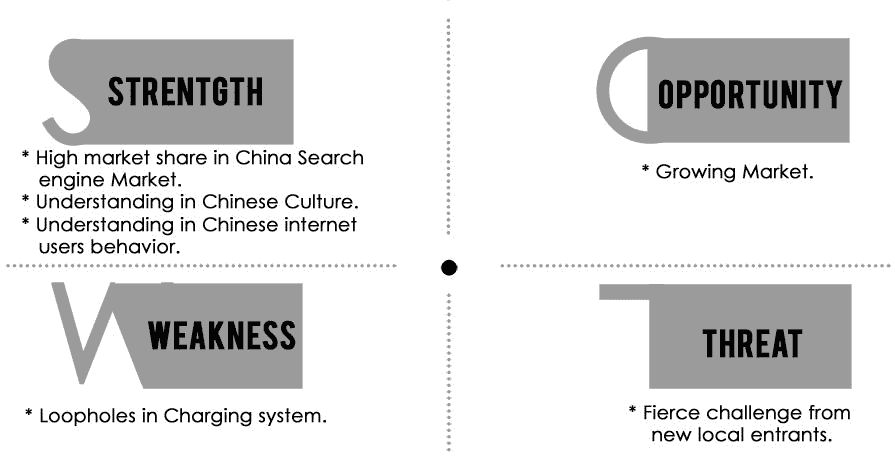 STRENTGTH
* High market share in China Search
engine Market.
* Understanding in Chinese Culture.
* Understanding in Chinese internet
users behavior.
OPPORTUNITY
* Growing Market.
WEAKNESS
* Loopholes in Charging system.
THREAT
* Fierce challenge from
new local entrants.